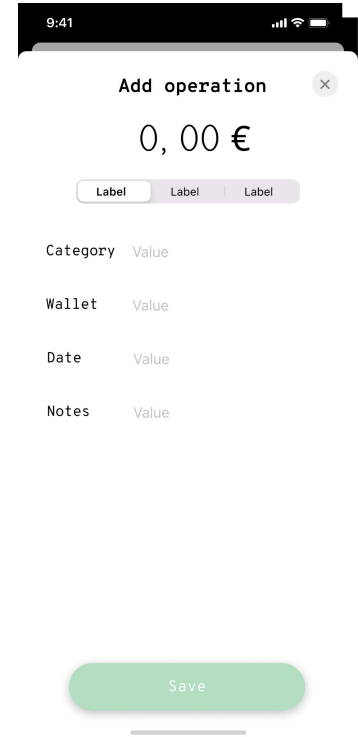 9:41
Add operation
0,00 €
Label Label Label
Category Value
Wallet Value
Date Value
Notes Value
Save